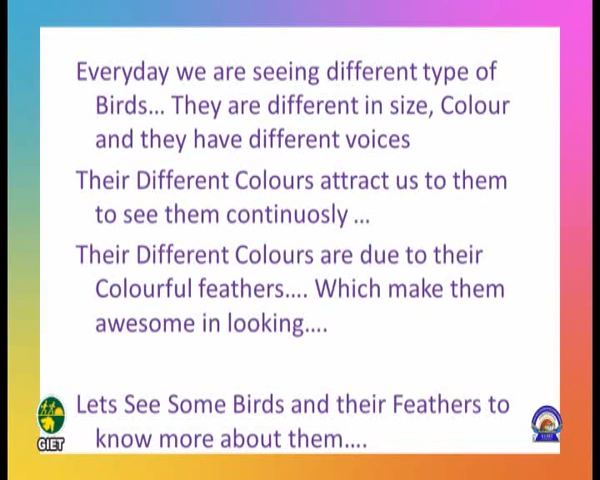 Everyday we are seeing different type of
Birds... They are different in size, Colour
and they have different voices
Their Different Colours attract us to them
to see them continuosly ...
Their Different Colours are due to their
Colourful feathers.... Which make them
awesome in looking....
Lets See Some Birds and their Feathers to
know more about them....
GIET